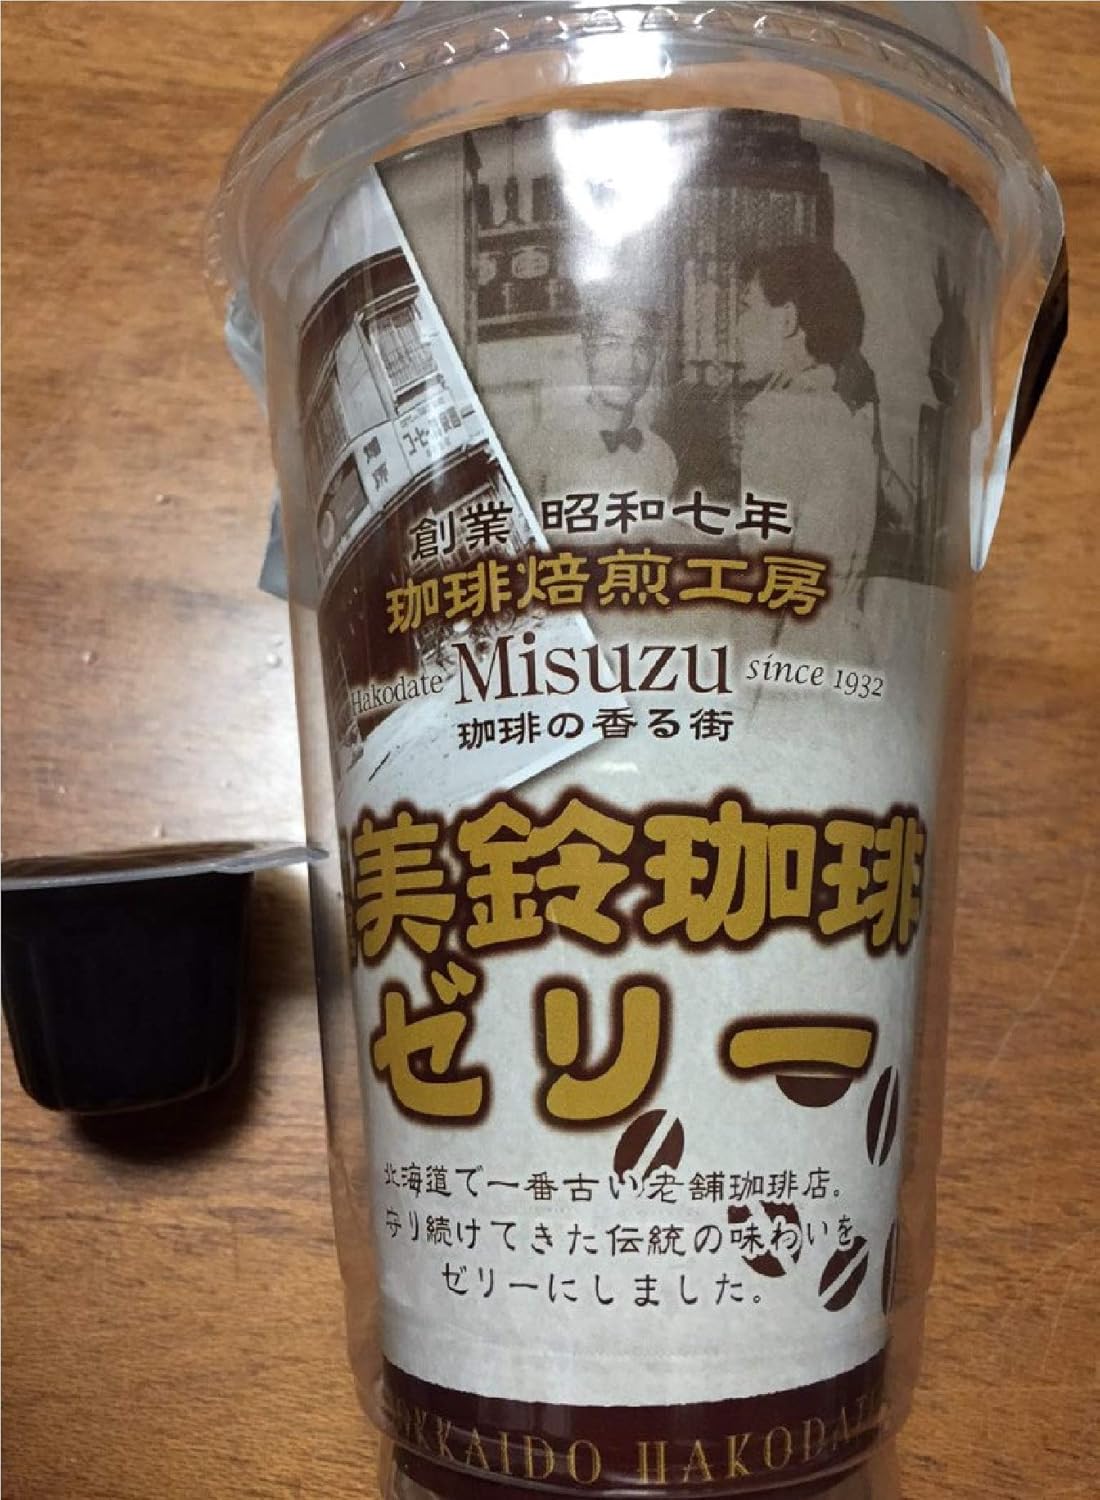 創業 昭和七年
珈琲焙煎工房
Hakodate Misuzu since 1932
珈琲の香る街
美鈴珈琲
ゼリー
北海道で一番古い老舗珈琲店。
守り続けてきた伝統の味わいを
ゼリーにしました。
HOKKAIDO HAKODATE